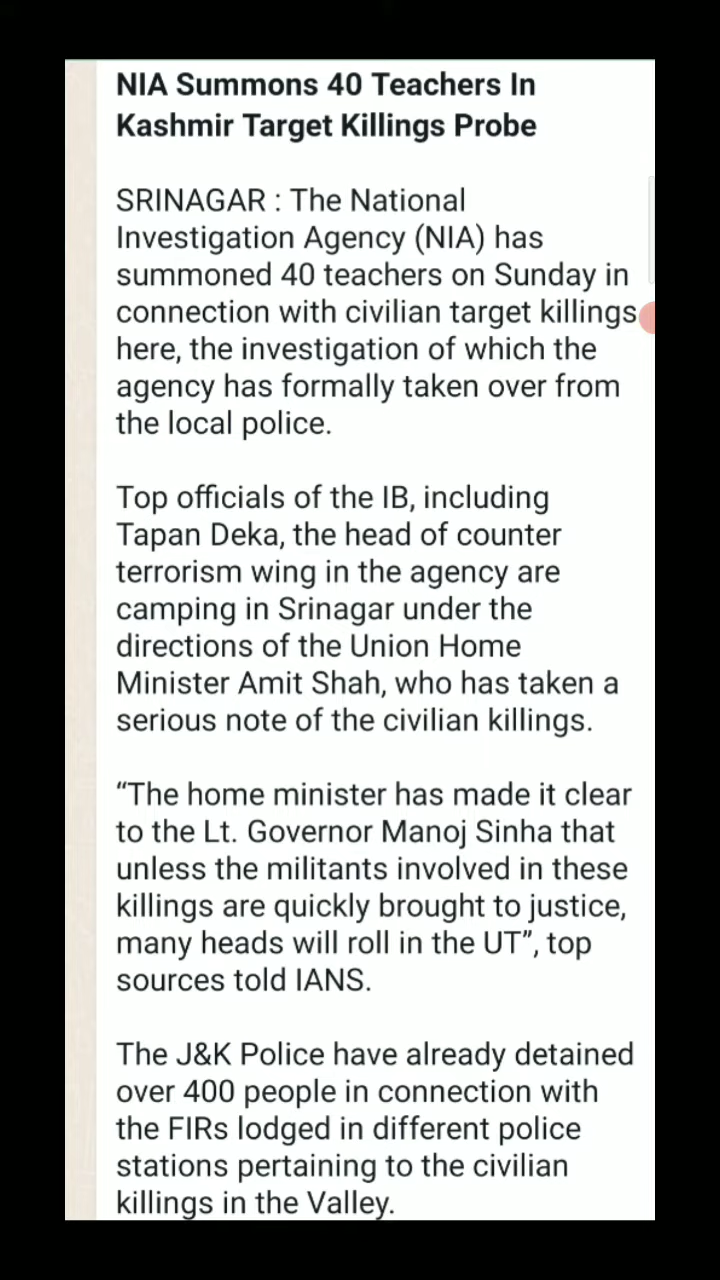 NIA Summons 40 Teachers In
Kashmir Target Killings Probe
SRINAGAR : The National
Investigation Agency (NIA) has
summoned 40 teachers on Sunday in
connection with civilian target killings
here, the investigation of which the
agency has formally taken over from
the local police.
Top officials of the IB, including
Tapan Deka, the head of counter
terrorism wing in the agency are
camping in Srinagar under the
directions of the Union Home
Minister Amit Shah, who has taken a
serious note of the civilian killings.
“The home minister has made it clear
to the Lt. Governor Manoj Sinha that
unless the militants involved in these
killings are quickly brought to justice,
many heads will roll in the UT”, top
sources told IANS.
The J&K Police have already detained
over 400 people in connection with
the FIRs lodged in different police
stations pertaining to the civilian
killings in the Valley.